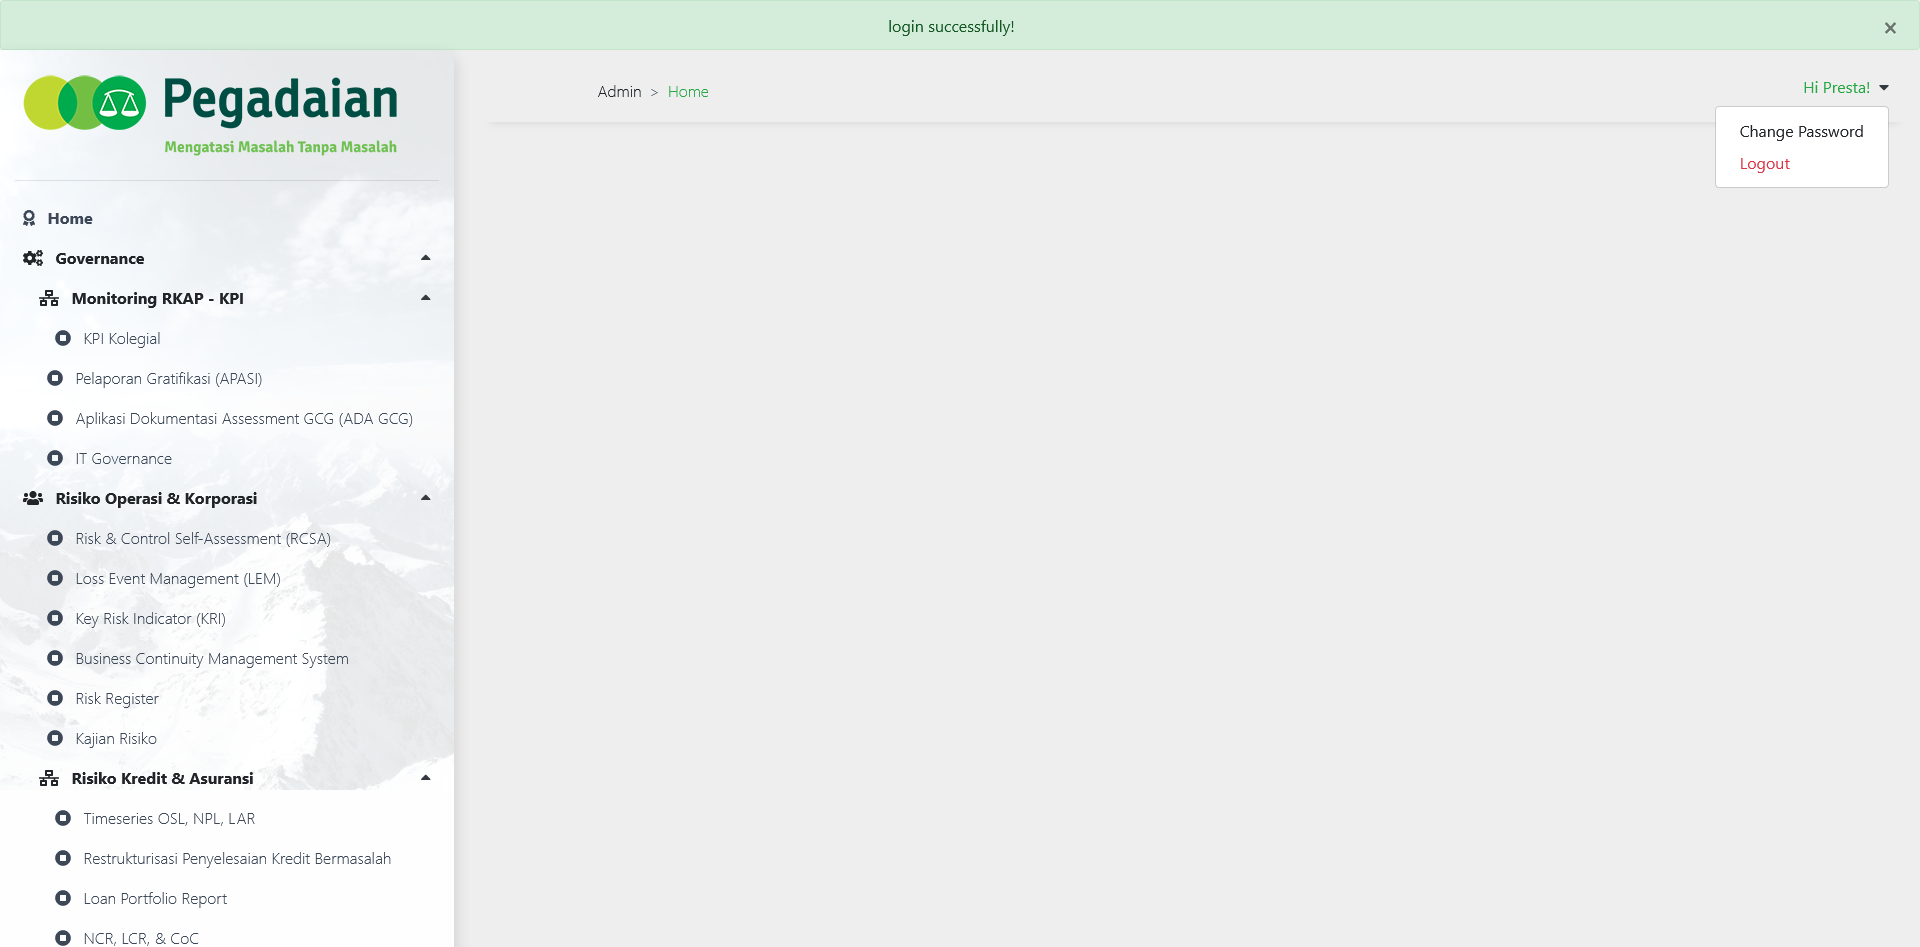 login successfully!
×
Pegadaian
Mengatasi Masalah Tanpa Masalah
Admin > Home
Hi Presta!
Change Password
Logout
Home
Governance
Monitoring RKAP - KPI
KPI Kolegial
Pelaporan Gratifikasi (APASI)
Aplikasi Dokumentasi Assessment GCG (ADA GCG)
IT Governance
Risiko Operasi & Korporasi
Risk & Control Self-Assessment (RCSA)
Loss Event Management (LEM)
Key Risk Indicator (KRI)
Business Continuity Management System
Risk Register
Kajian Risiko
Risiko Kredit & Asuransi
Timeseries OSL, NPL, LAR
Restrukturisasi Penyelesaian Kredit Bermasalah
Loan Portfolio Report
NCR, LCR, & CoC